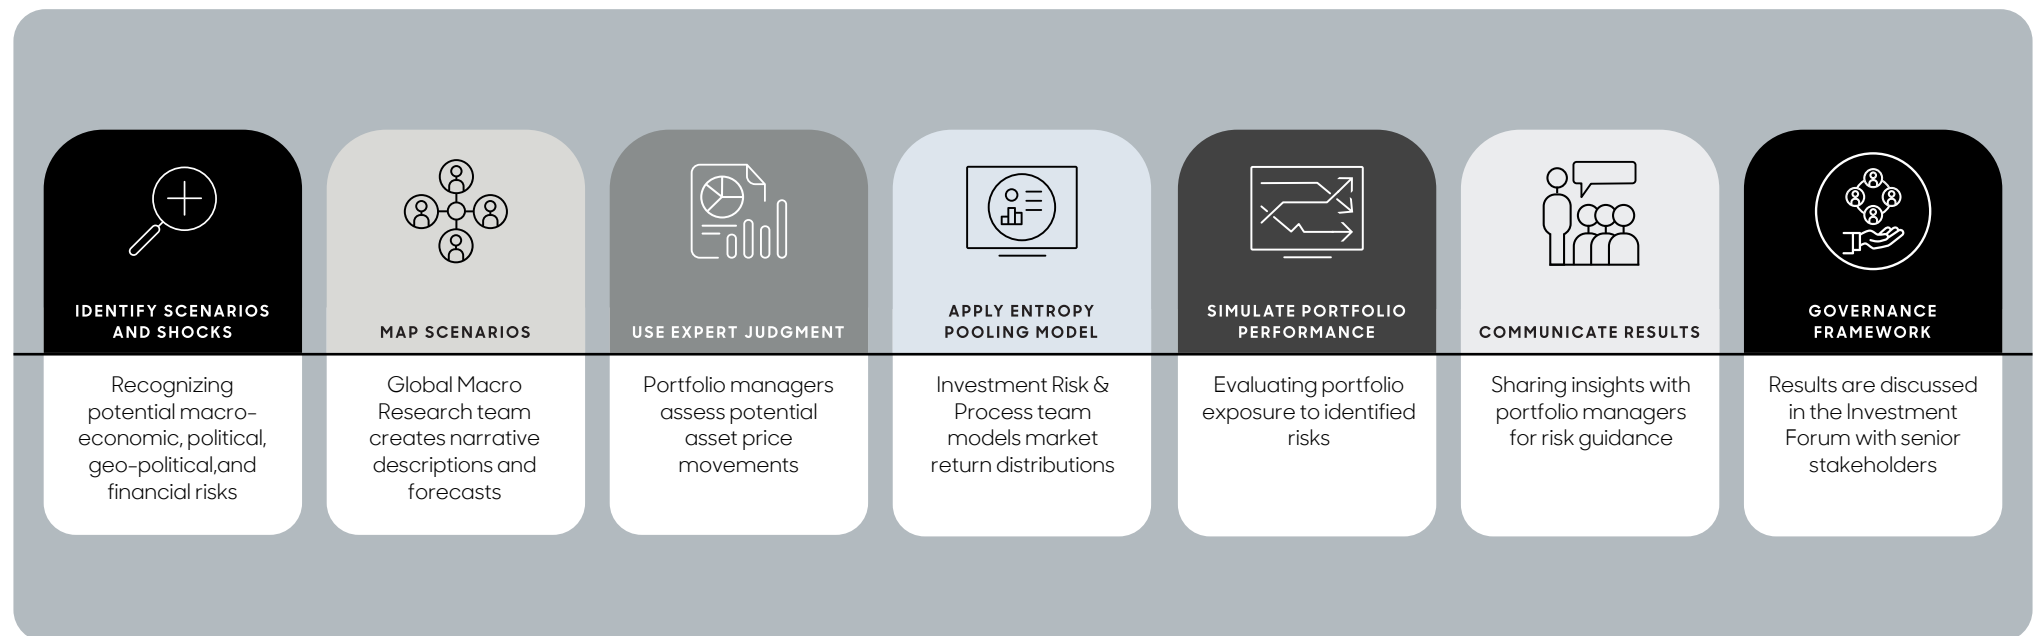 IDENTIFY SCENARIOS
AND SHOCKS
Recognizing
potential macro-
economic, political,
geo-political,and
financial risks
MAP SCENARIOS
Global Macro
Research team
creates narrative
descriptions and
forecasts
USE EXPERT JUDGMENT
Portfolio managers
assess potential
asset price
movements
APPLY ENTROPY
POOLING MODEL
Investment Risk &
Process team
models market
return distributions
SIMULATE PORTFOLIO
PERFORMANCE
Evaluating portfolio
exposure to identified
risks
COMMUNICATE RESULTS
Sharing insights with
portfolio managers
for risk guidance
GOVERNANCE
FRAMEWORK
Results are discussed
in the Investment
Forum with senior
stakeholders